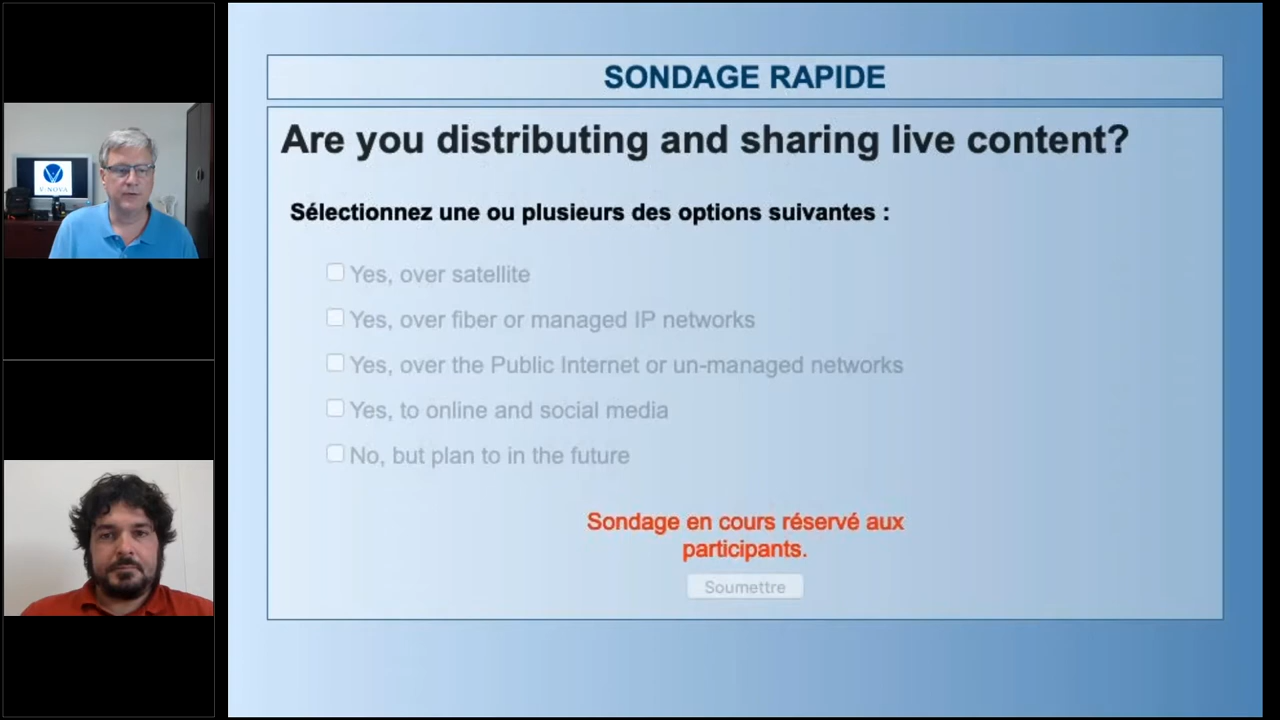 SONDAGE RAPIDE
Are you distributing and sharing live content?
Sélectionnez une ou plusieurs des options suivantes :
Yes, over satellite
Yes, over fiber or managed IP networks
Yes, over the Public Internet or un-managed networks
Yes, to online and social media
No, but plan to in the future
Sondage en cours réservé aux
participants.
Soumettre
V-NOVA